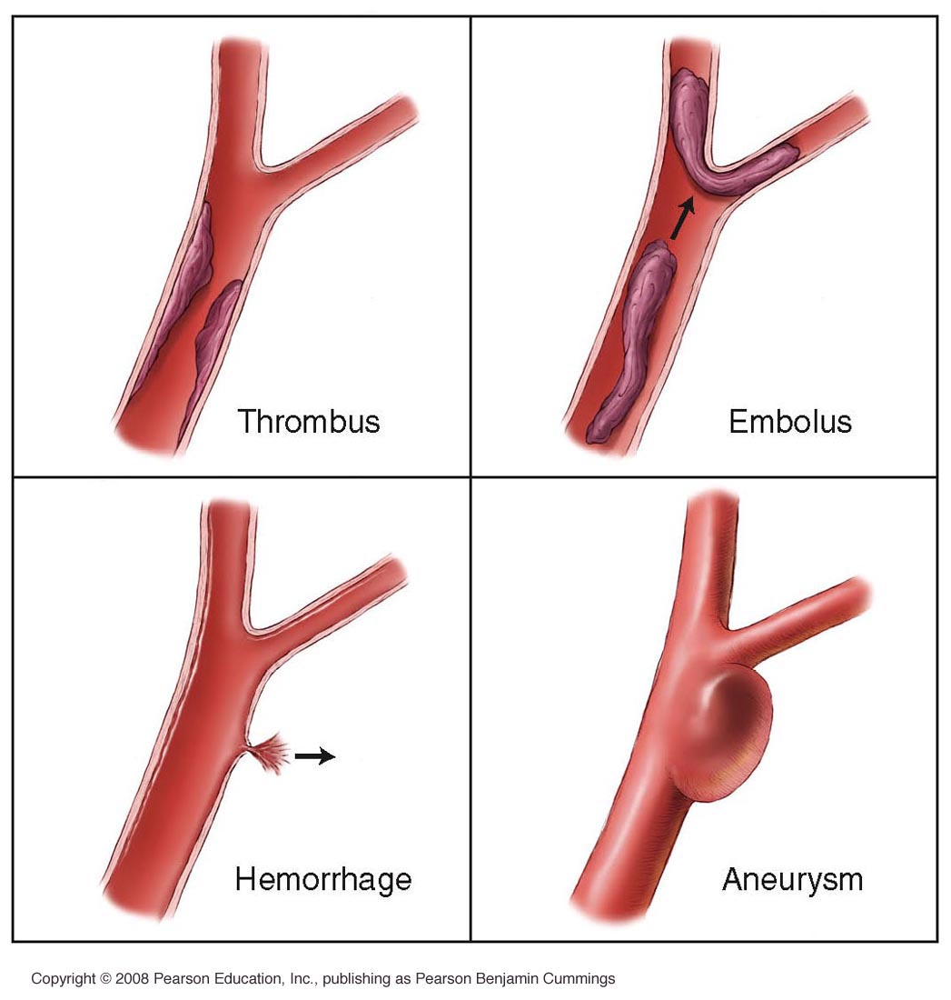 Thrombus
Embolus
Hemorrhage
Aneurysm
Copyright © 2008 Pearson Education, Inc., publishing as Pearson Benjamin Cummings